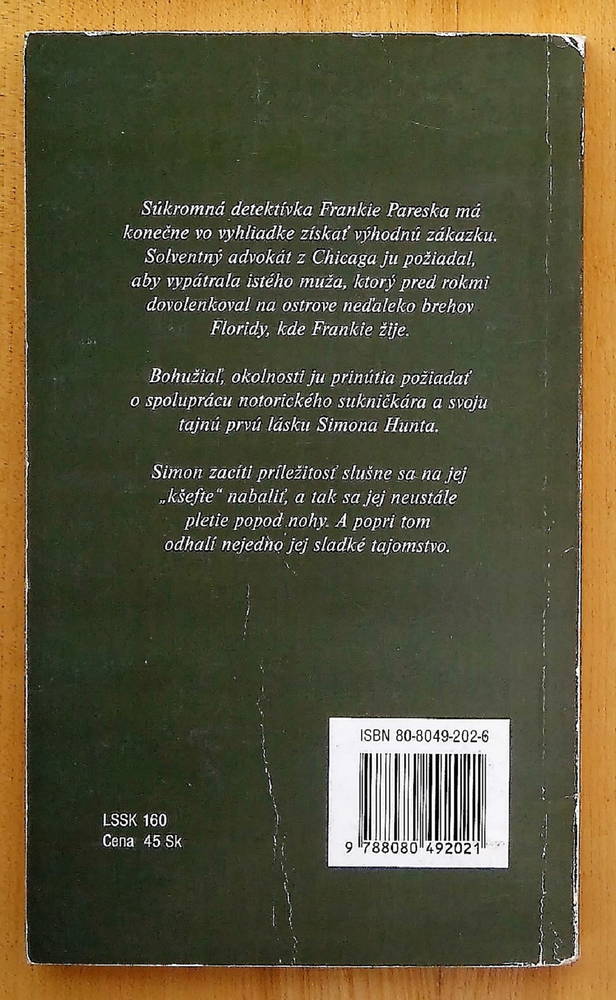 Súkromná detektívka Frankie Pareska má
konečne vo vyhliadke získať výhodnú zákazku.
Solventný advokát z Chicaga ju požiadal,
aby vypátrala istého muža, ktorý pred rokmi
dovolenkoval na ostrove neďaleko brehov
Floridy, kde Frankie žije.
Bohužiaľ, okolnosti ju prinútia požiadať
o spoluprácu notorického sukničkára a svoju
tajnú prvú lásku Simona Hunta.
Simon zacíti príležitosť slušne sa na jej
„kšefte“ nabaliť, a tak sa jej neustále
pletie popod nohy. A popri tom
odhalí nejedno jej sladké tajomstvo.
ISBN 80-8049-202-6
9 788080 492021
LSSK 160
Cena 45 Sk